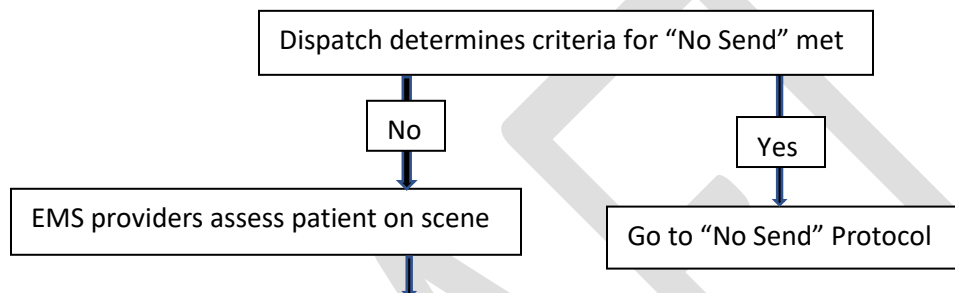 Dispatch determines criteria for “No Send” met
No
Yes
EMS providers assess patient on scene
Go to “No Send” Protocol